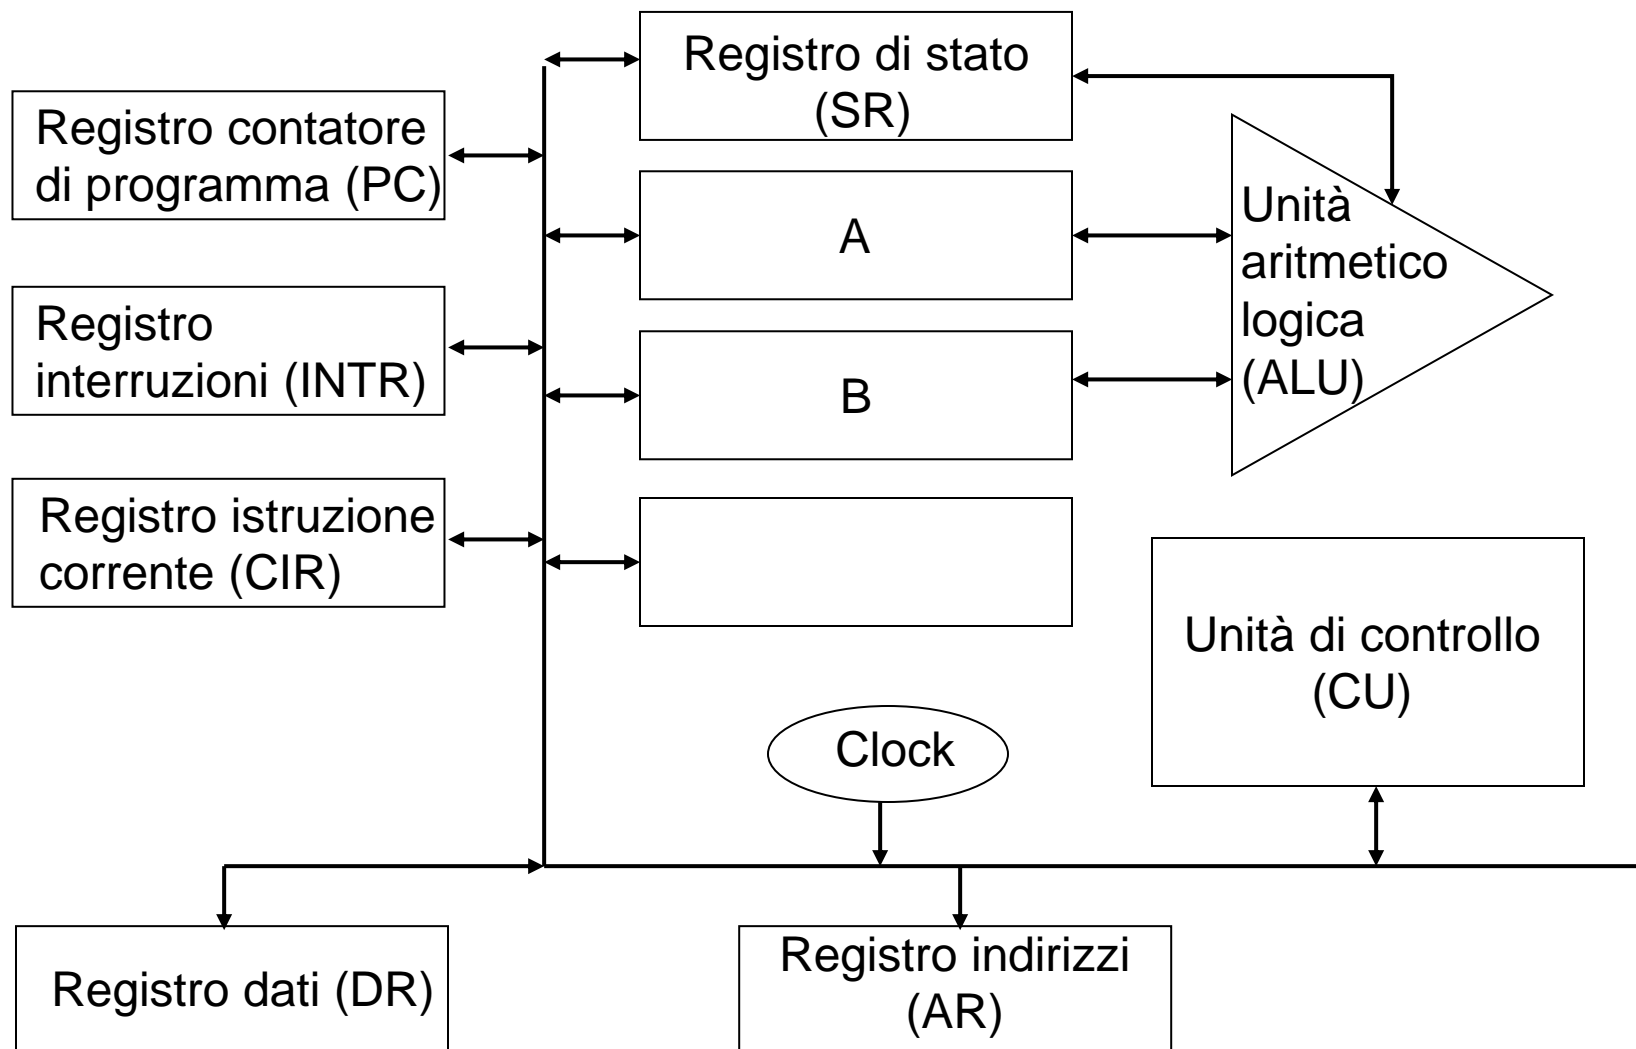 Registro di stato
(SR)
Registro contatore
di programma (PC)
A
Unità
aritmetico
logica
(ALU)
Registro
interruzioni (INTR)
B
Registro istruzione
corrente (CIR)
Unità di controllo
(CU)
Clock
Registro dati (DR)
Registro indirizzi
(AR)